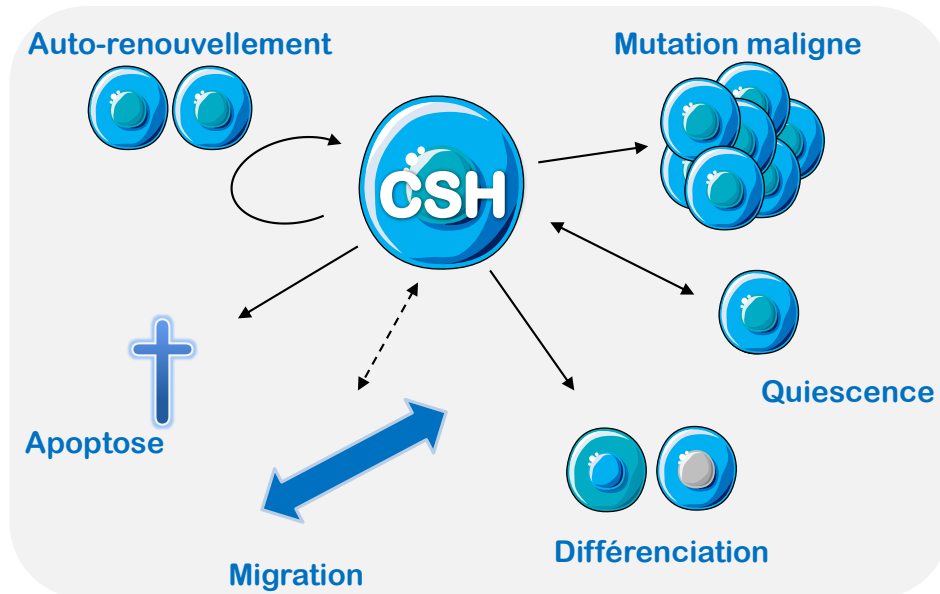 Auto-renouvellement
Mutation maligne
CSH
Quiescence
Apoptose
Différenciation
Migration